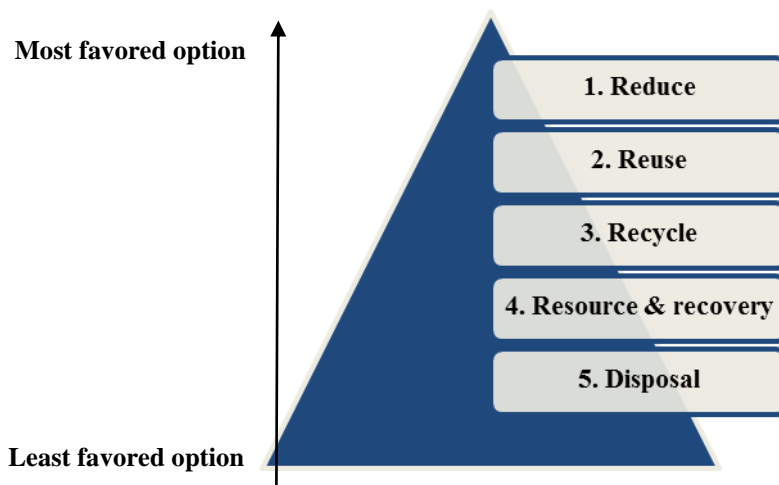 Most favored option
1. Reduce
2. Reuse
3. Recycle
4. Resource & recovery
5. Disposal
Least favored option